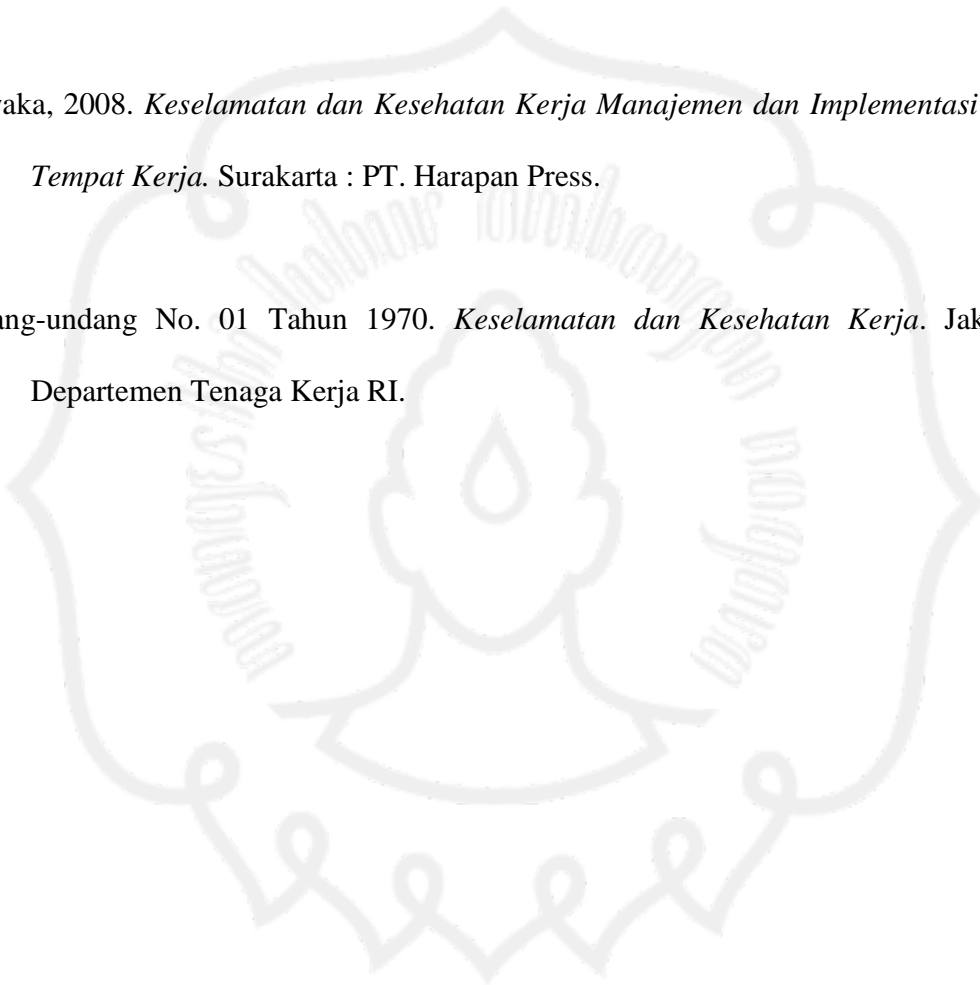 waka, 2008. Keselamatan dan Kesehatan Kerja Manajemen dan Implementasi
Tempat Kerja. Surakarta : PT. Harapan Press.
ang-undang No. 01 Tahun 1970. Keselamatan dan Kesehatan Kerja. Jak
Departemen Tenaga Kerja RI.